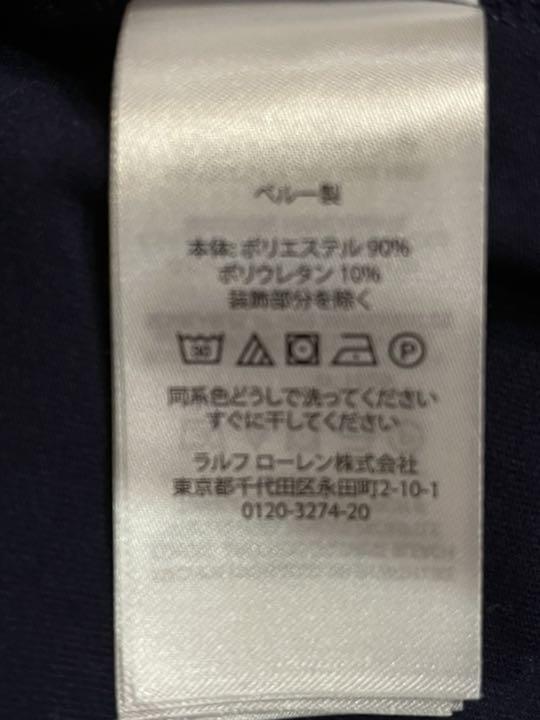 ペルー製
本体: ポリエステル 90%
ポリウレタン 10%
装飾部分を除く
30
P
同系色どうしで洗ってください
すぐに干してください
ラルフ ローレン株式会社
東京都千代田区永田町2-10-1
0120-3274-20